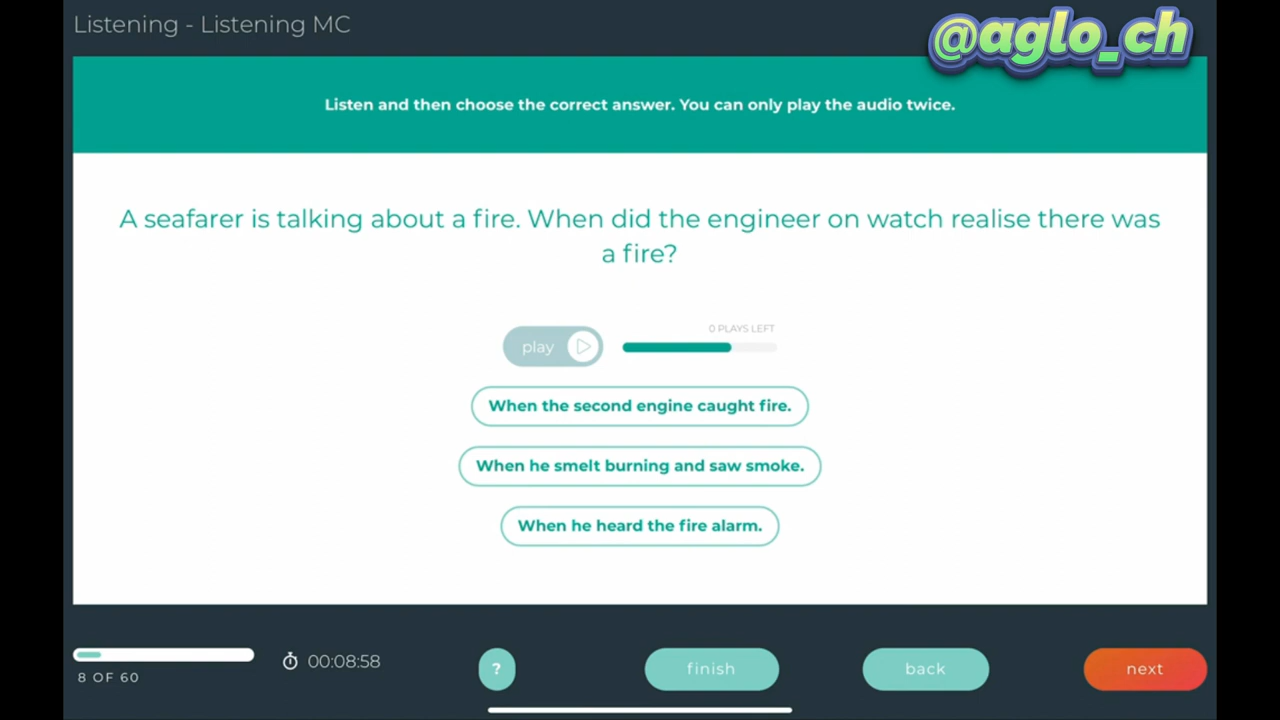 Listening - Listening MC
@aglo_ch
Listen and then choose the correct answer. You can only play the audio twice.
A seafarer is talking about a fire. When did the engineer on watch realise there was
a fire?
0 PLAYS LEFT
play
When the second engine caught fire.
When he smelt burning and saw smoke.
When he heard the fire alarm.
8 OF 60
00:08:58
?
finish
back
next